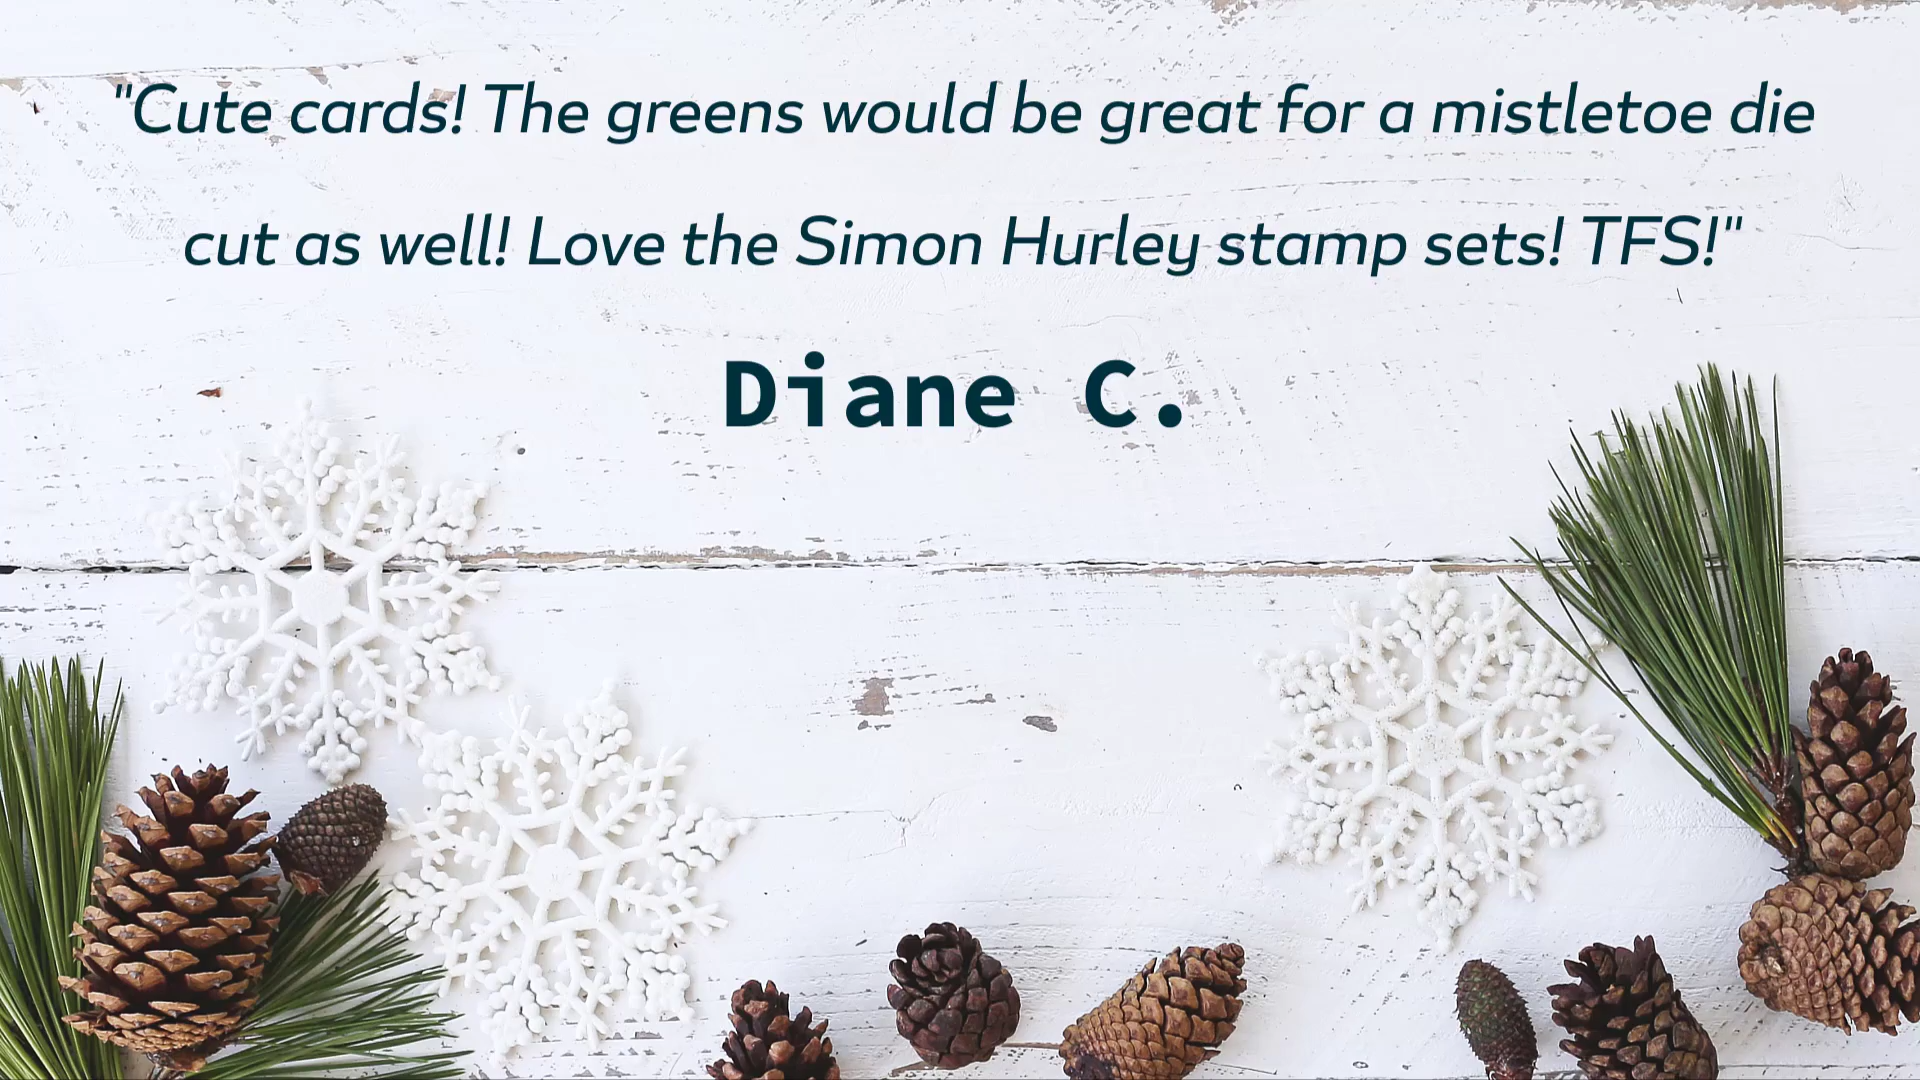 "Cute cards! The greens would be great for a mistletoe die
cut as well! Love the Simon Hurley stamp sets! TFS!"
Diane C.